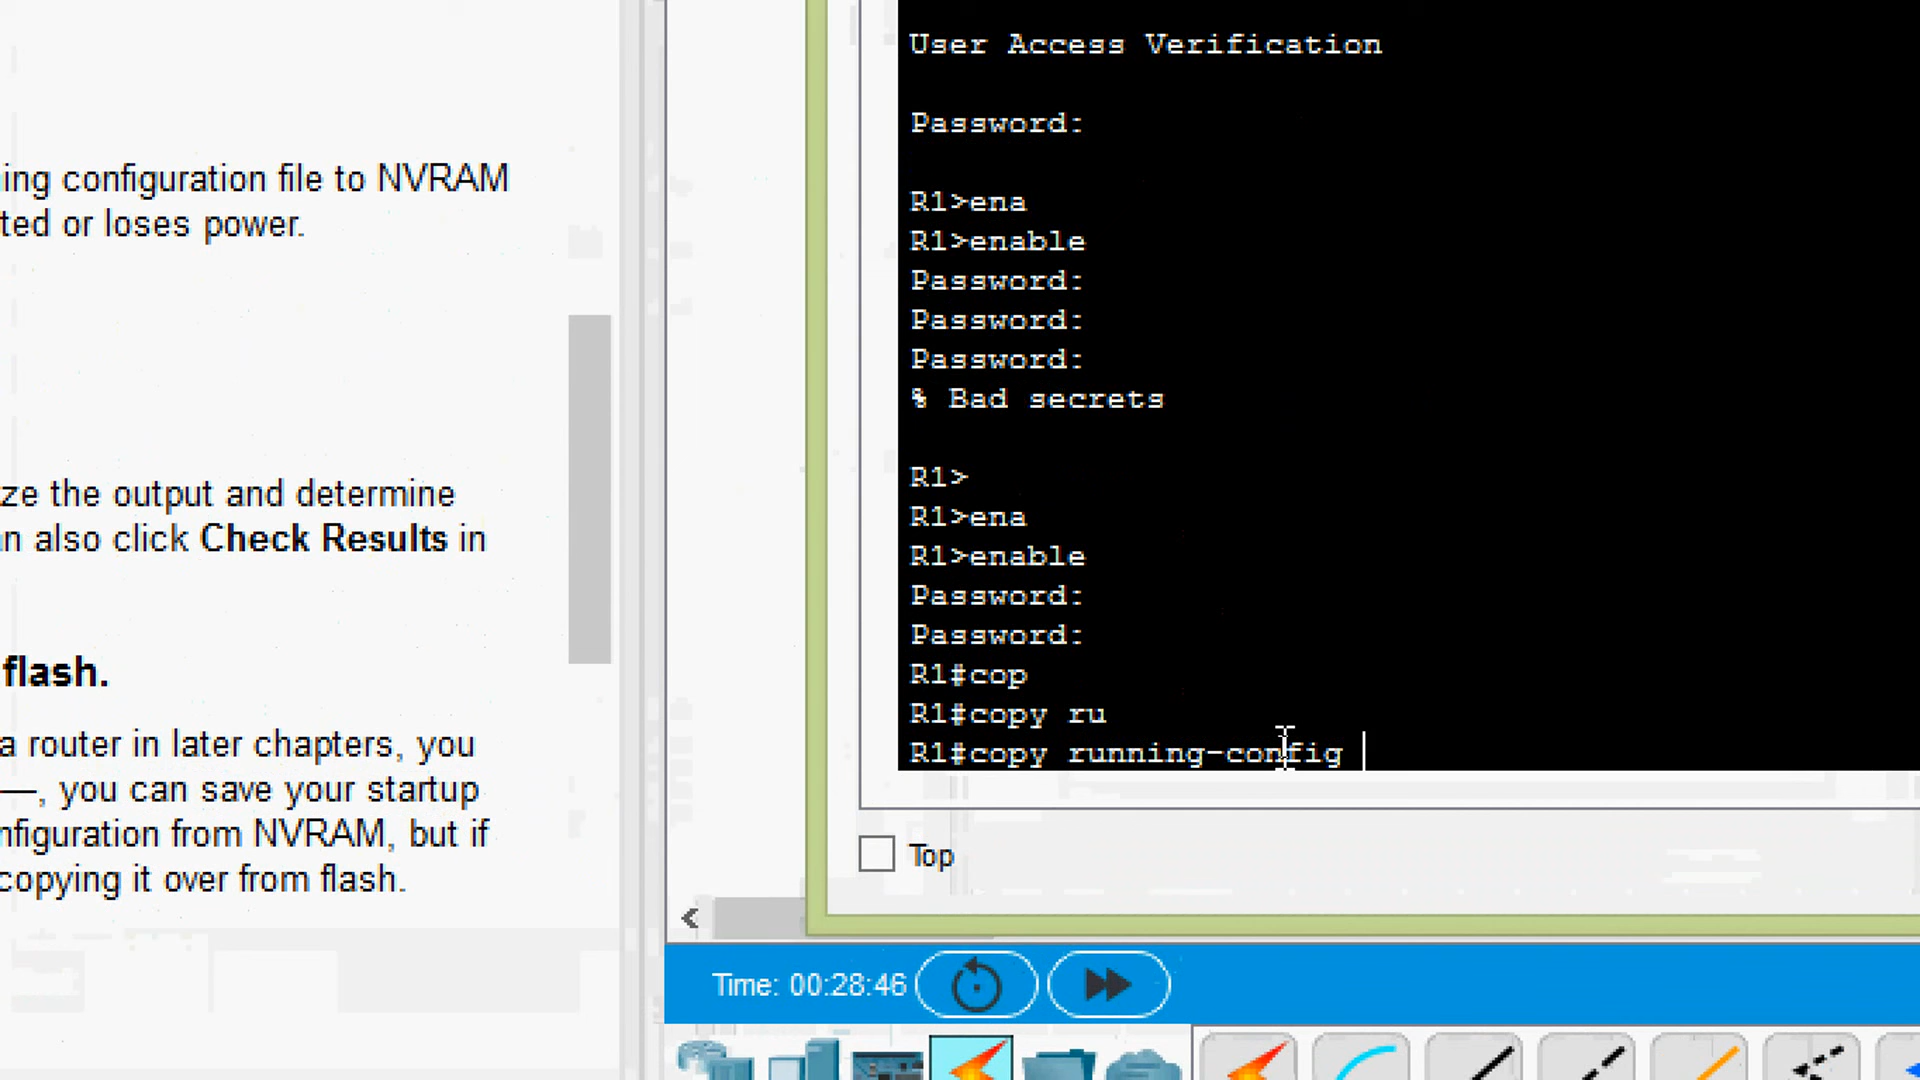 ing configuration file to NVRAM
ted or loses power.
ze the output and determine
n also click Check Results in
flash.
a router in later chapters, you
—, you can save your startup
nfiguration from NVRAM, but if
copying it over from flash.
User Access Verification
Password:
R1>ena
R1>enable
Password:
Password:
Password:
% Bad secrets
R1>
R1>ena
R1>enable
Password:
Password:
R1#cop
R1#copy ru
R1#copy running-config
Top
Time: 00:28:46